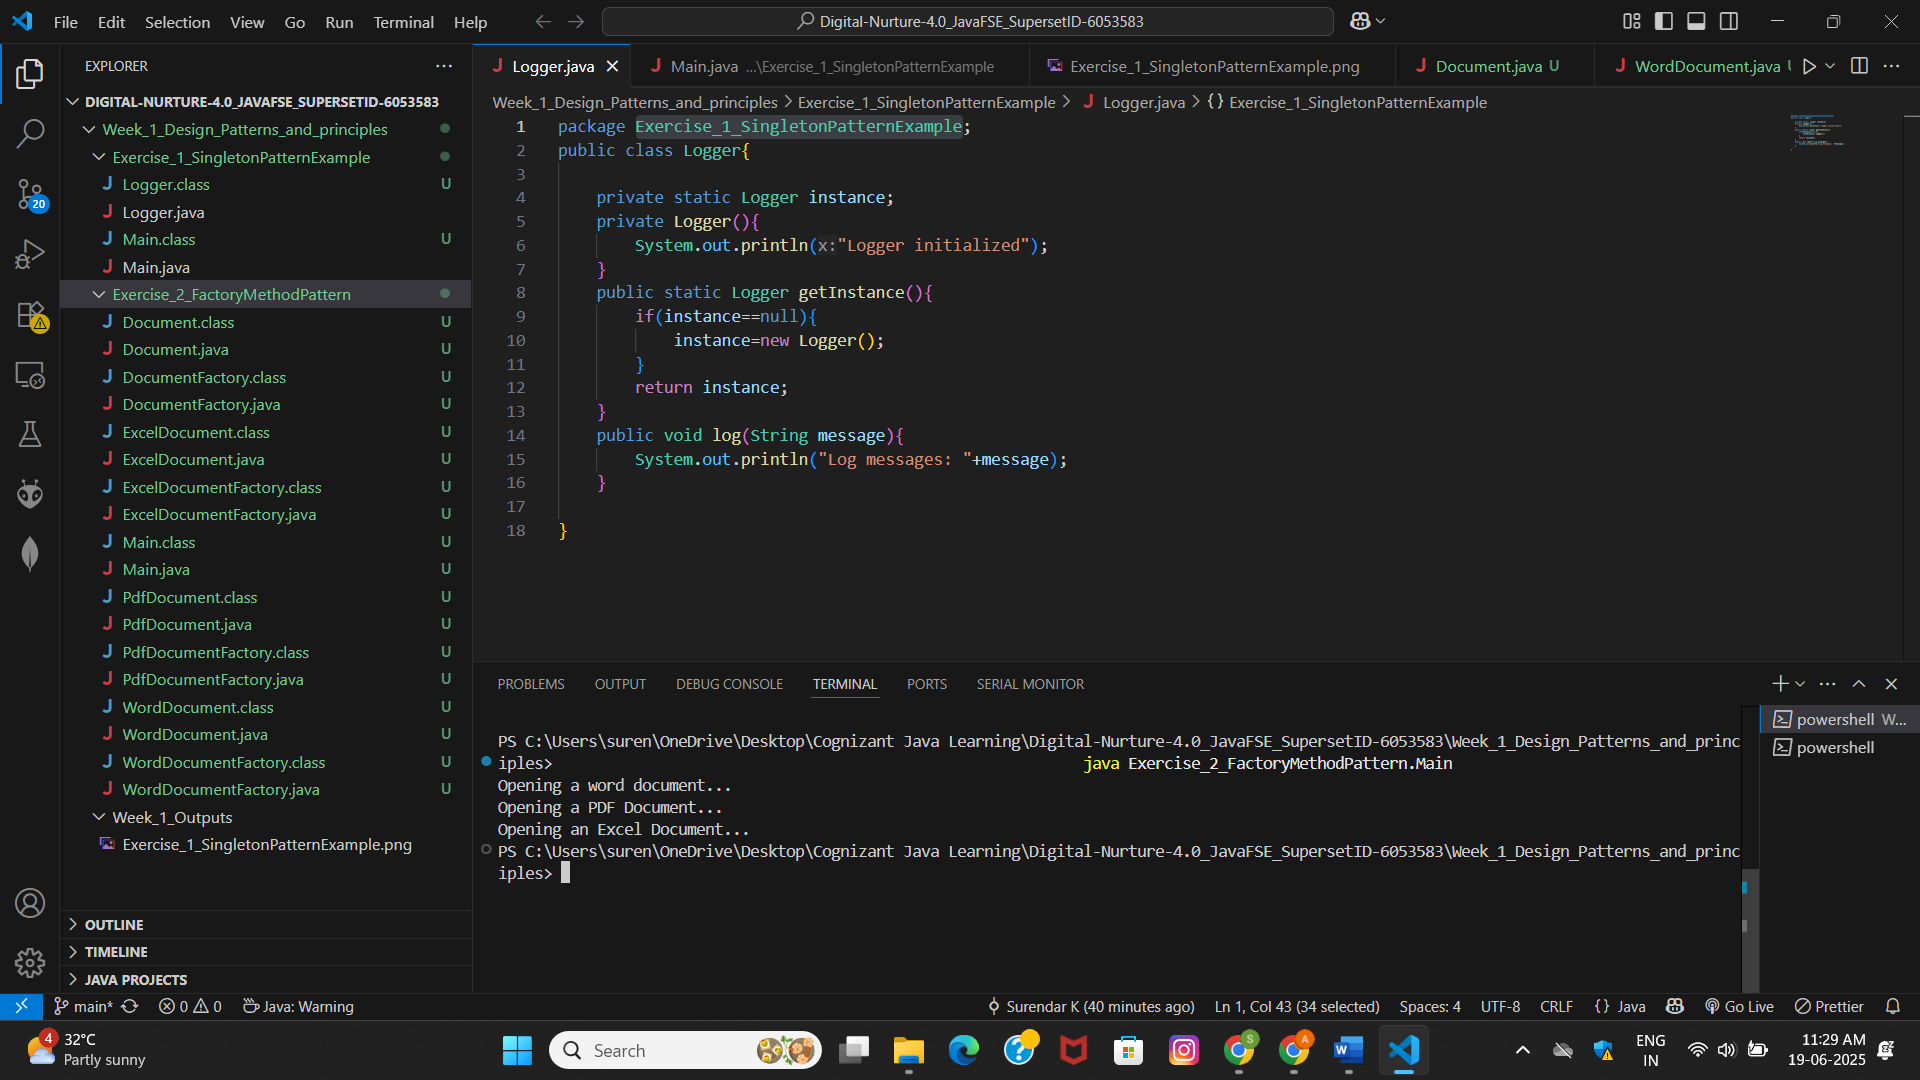 File Edit Selection View Go Run Terminal Help
Digital-Nurture-4.0_JavaFSE_SupersetID-6053583
EXPLORER
DIGITAL-NURTURE-4.0_JAVAFSE_SUPERSETID-6053583
Week_1_Design_Patterns_and_principles
Exercise_1_SingletonPatternExample
Logger.class U
Logger.java
Main.class U
Main.java
Exercise_2_FactoryMethodPattern
Document.class U
Document.java U
DocumentFactory.class U
DocumentFactory.java U
ExcelDocument.class U
ExcelDocument.java U
ExcelDocumentFactory.class U
ExcelDocumentFactory.java U
Main.class U
Main.java U
PdfDocument.class U
PdfDocument.java U
PdfDocumentFactory.class U
PdfDocumentFactory.java U
WordDocument.class U
WordDocument.java U
WordDocumentFactory.class U
WordDocumentFactory.java U
Week_1_Outputs
Exercise_1_SingletonPatternExample.png
OUTLINE
TIMELINE
JAVA PROJECTS
20
Logger.java Main.java ...\Exercise_1_SingletonPatternExample Exercise_1_SingletonPatternExample.png Document.java U WordDocument.java
Week_1_Design_Patterns_and_principles > Exercise_1_SingletonPatternExample > Logger.java > {} Exercise_1_SingletonPatternExample
1 package Exercise_1_SingletonPatternExample;
2 public class Logger{
3
4 private static Logger instance;
5 private Logger(){
6 System.out.println(x:"Logger initialized");
7 }
8 public static Logger getInstance(){
9 if(instance==null){
10 instance=new Logger();
11 }
12 return instance;
13 }
14 public void log(String message){
15 System.out.println("Log messages: "+message);
16 }
17
18 }
PROBLEMS OUTPUT DEBUG CONSOLE TERMINAL PORTS SERIAL MONITOR
PS C:\Users\suren\OneDrive\Desktop\Cognizant Java Learning\Digital-Nurture-4.0_JavaFSE_SupersetID-6053583\Week_1_Design_Patterns_and_princ
iples> java Exercise_2_FactoryMethodPattern.Main
Opening a word document...
Opening a PDF Document...
Opening an Excel Document...
PS C:\Users\suren\OneDrive\Desktop\Cognizant Java Learning\Digital-Nurture-4.0_JavaFSE_SupersetID-6053583\Week_1_Design_Patterns_and_princ
iples>
powershell W...
powershell
main* 0 0 Java: Warning Surendar K (40 minutes ago) Ln 1, Col 43 (34 selected) Spaces: 4 UTF-8 CRLF {} Java Go Live Prettier
4 32°C
Partly sunny
Search
S
A
W
ENG
IN
11:29 AM
19-06-2025